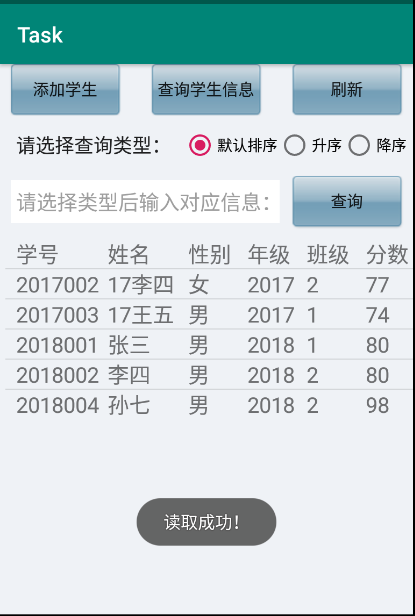 Task
添加学生 查询学生信息 刷新
请选择查询类型： 默认排序 升序 降序
请选择类型后输入对应信息： 查询
学号 姓名 性别 年级 班级 分数
2017002 17李四 女 2017 2 77
2017003 17王五 男 2017 1 74
2018001 张三 男 2018 1 80
2018002 李四 男 2018 2 80
2018004 孙七 男 2018 2 98
读取成功！